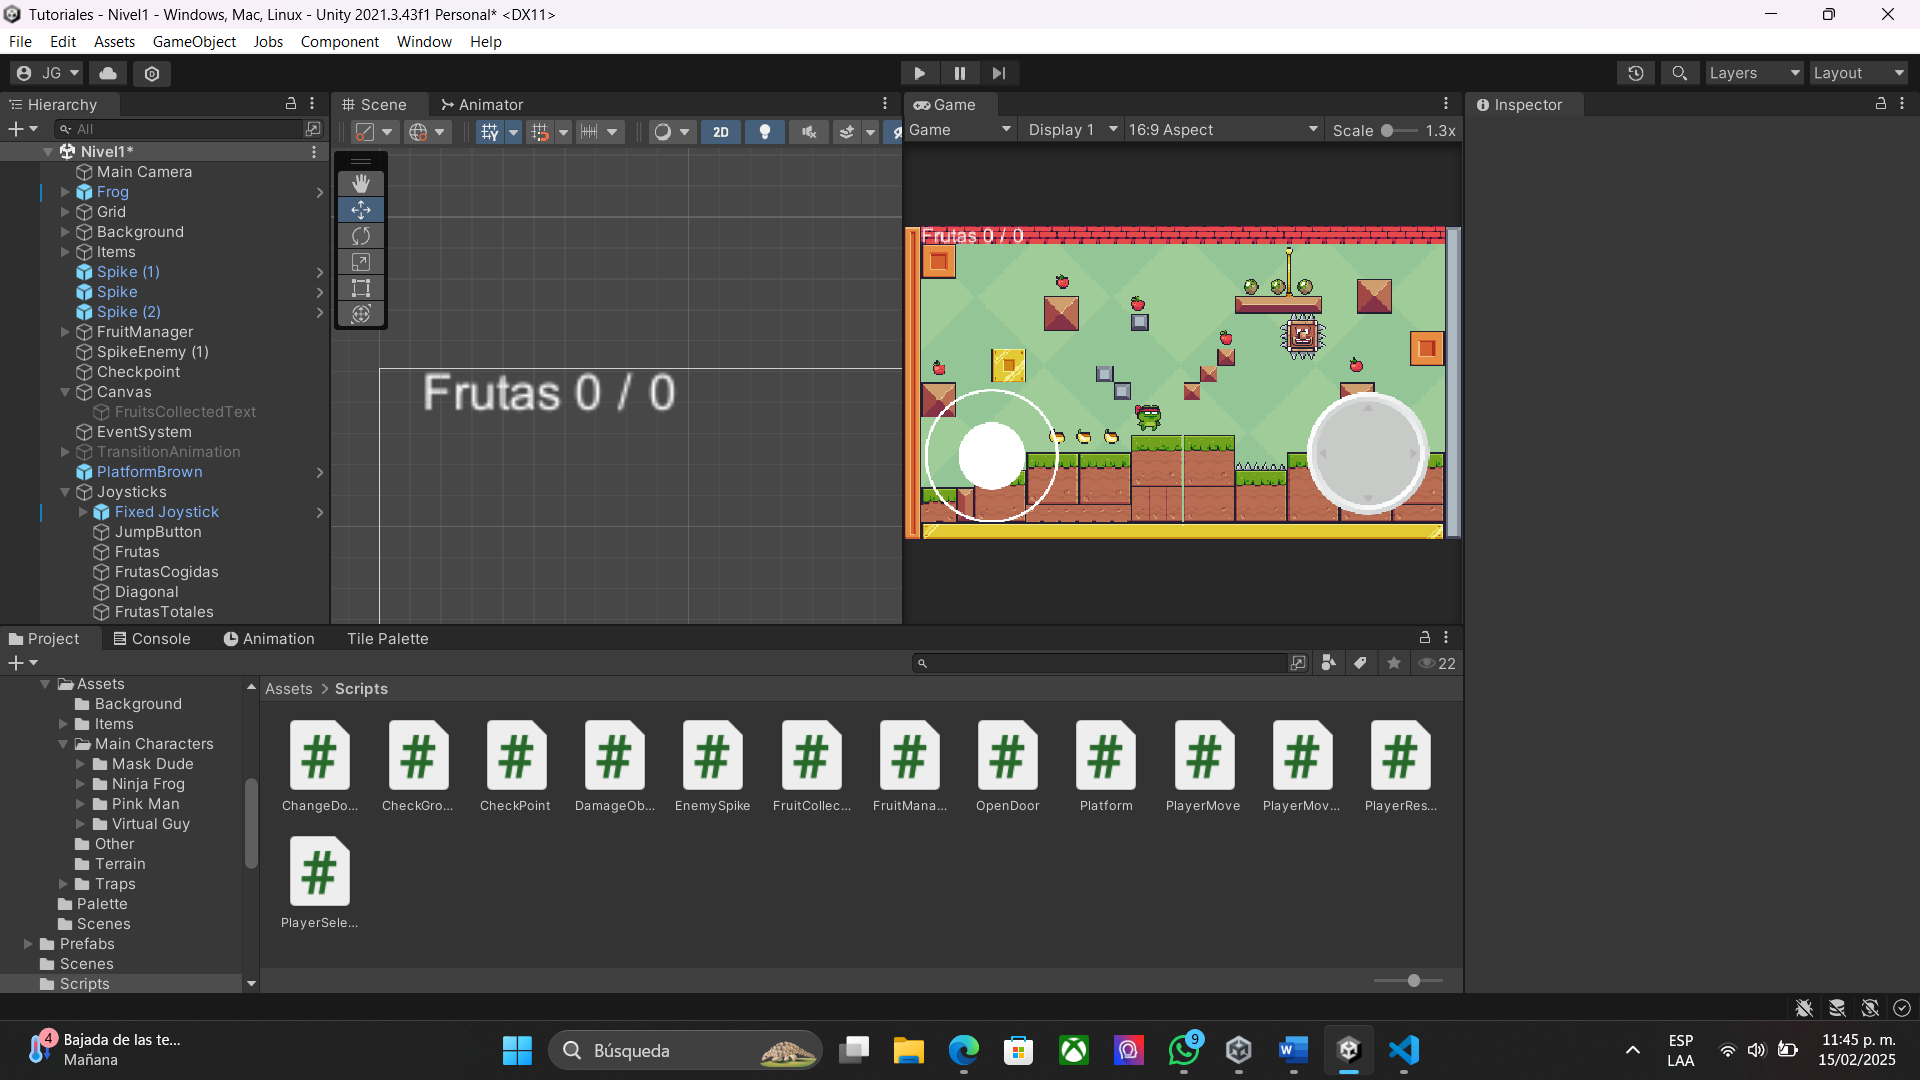 Tutoriales - Nivel1 - Windows, Mac, Linux - Unity 2021.3.43f1 Personal* <DX11>
File Edit Assets GameObject Jobs Component Window Help
JG
Layers
Layout
Hierarchy
All
Nivel1*
Main Camera
Frog
Grid
Background
Items
Spike (1)
Spike
Spike (2)
FruitManager
SpikeEnemy (1)
Checkpoint
Canvas
FruitsCollectedText
EventSystem
TransitionAnimation
PlatformBrown
Joysticks
Fixed Joystick
JumpButton
Frutas
FrutasCogidas
Diagonal
FrutasTotales
Scene
Animator
2D
Frutas 0 / 0
Game
Game
Display 1
16:9 Aspect
Scale
1.3x
Frutas 0 / 0
Inspector
Project
Console
Animation
Tile Palette
22
Assets
Background
Items
Main Characters
Mask Dude
Ninja Frog
Pink Man
Virtual Guy
Other
Terrain
Traps
Palette
Scenes
Prefabs
Scenes
Scripts
Assets > Scripts
ChangeDo...
CheckGro...
CheckPoint
DamageOb...
EnemySpike
FruitCollec...
FruitMana...
OpenDoor
Platform
PlayerMove
PlayerMov...
PlayerRes...
PlayerSele...
4
Bajada de las te...
Mañana
Búsqueda
9
ESP
LAA
11:45 p. m.
15/02/2025